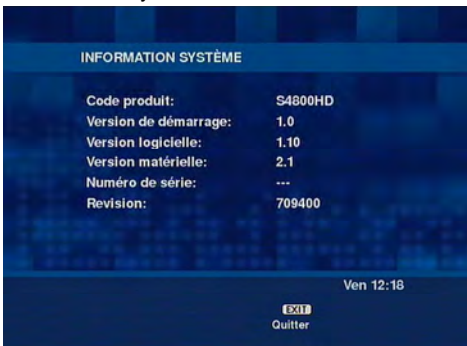 INFORMATION SYSTÈME
Code produit: S4800HD
Version de démarrage: 1.0
Version logicielle: 1.10
Version matérielle: 2.1
Numéro de série: ---
Revision: 709400
Ven 12:18
EXIT
Quitter